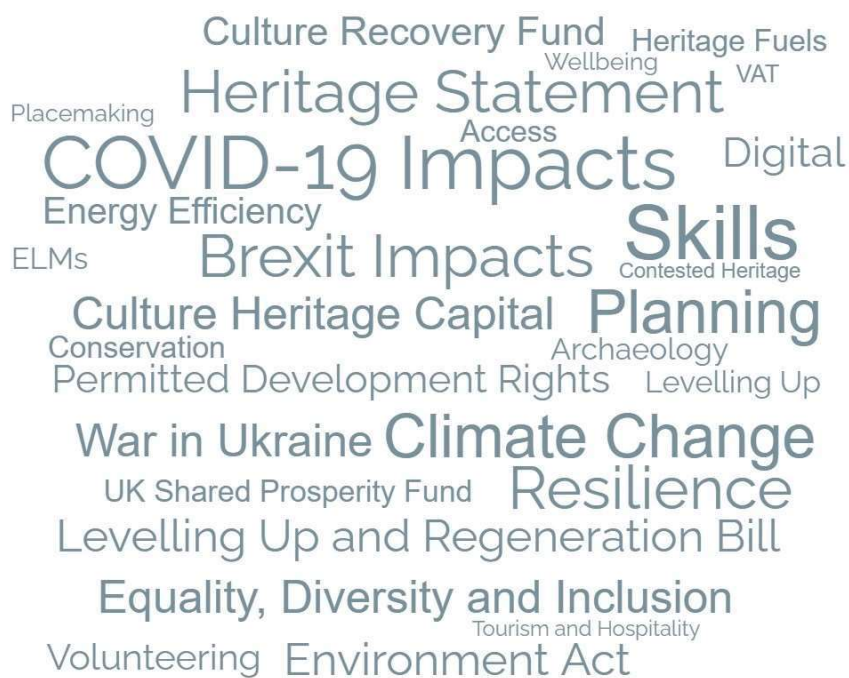 Culture Recovery Fund
Heritage Fuels
Wellbeing
VAT
Heritage Statement
Placemaking
Access
COVID-19 Impacts
Digital
Energy Efficiency
Skills
ELMs
Brexit Impacts
Contested Heritage
Culture Heritage Capital
Planning
Conservation
Archaeology
Permitted Development Rights
Levelling Up
War in Ukraine
Climate Change
UK Shared Prosperity Fund
Resilience
Levelling Up and Regeneration Bill
Equality, Diversity and Inclusion
Tourism and Hospitality
Volunteering
Environment Act